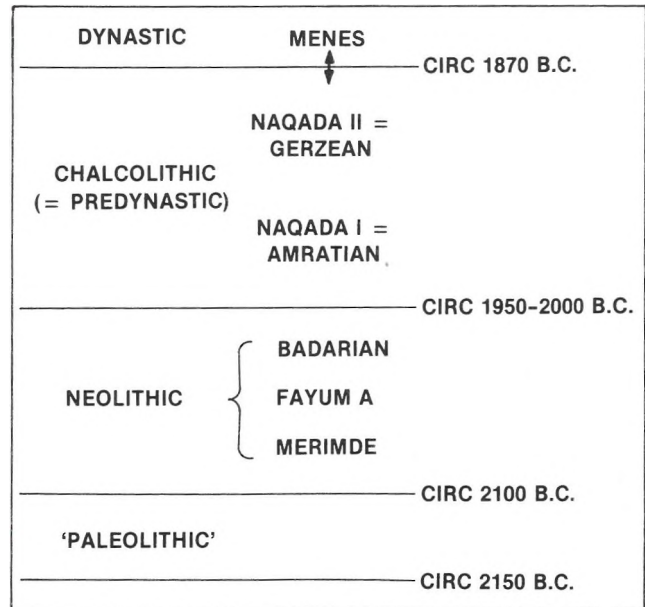 DYNASTIC MENES
CIRC 1870 B.C.
NAQADA II =
GERZEAN
CHALCOLITHIC
(= PREDYNASTIC)
NAQADA I =
AMRATIAN
CIRC 1950-2000 B.C.
BADARIAN
NEOLITHIC FAYUM A
MERIMDE
CIRC 2100 B.C.
'PALEOLITHIC'
CIRC 2150 B.C.